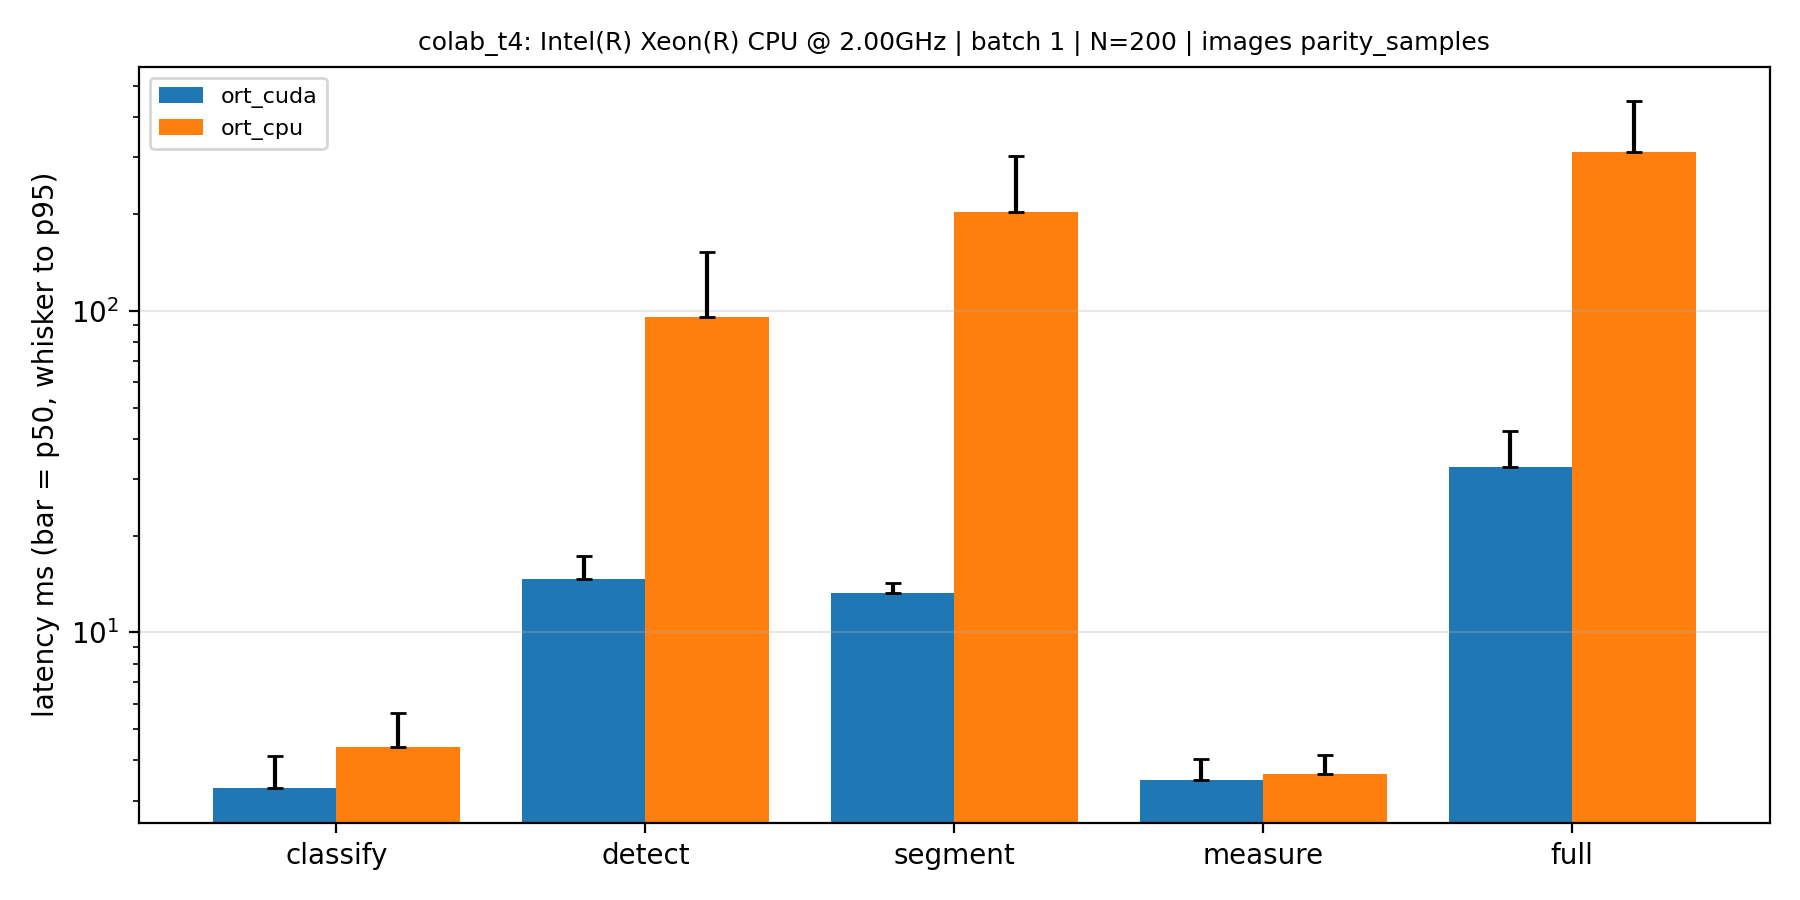 colab_t4: Intel(R) Xeon(R) CPU @ 2.00GHz | batch 1 | N=200 | images parity_samples
ort_cuda
ort_cpu
latency ms (bar = p50, whisker to p95)
10²
10¹
classify detect segment measure full